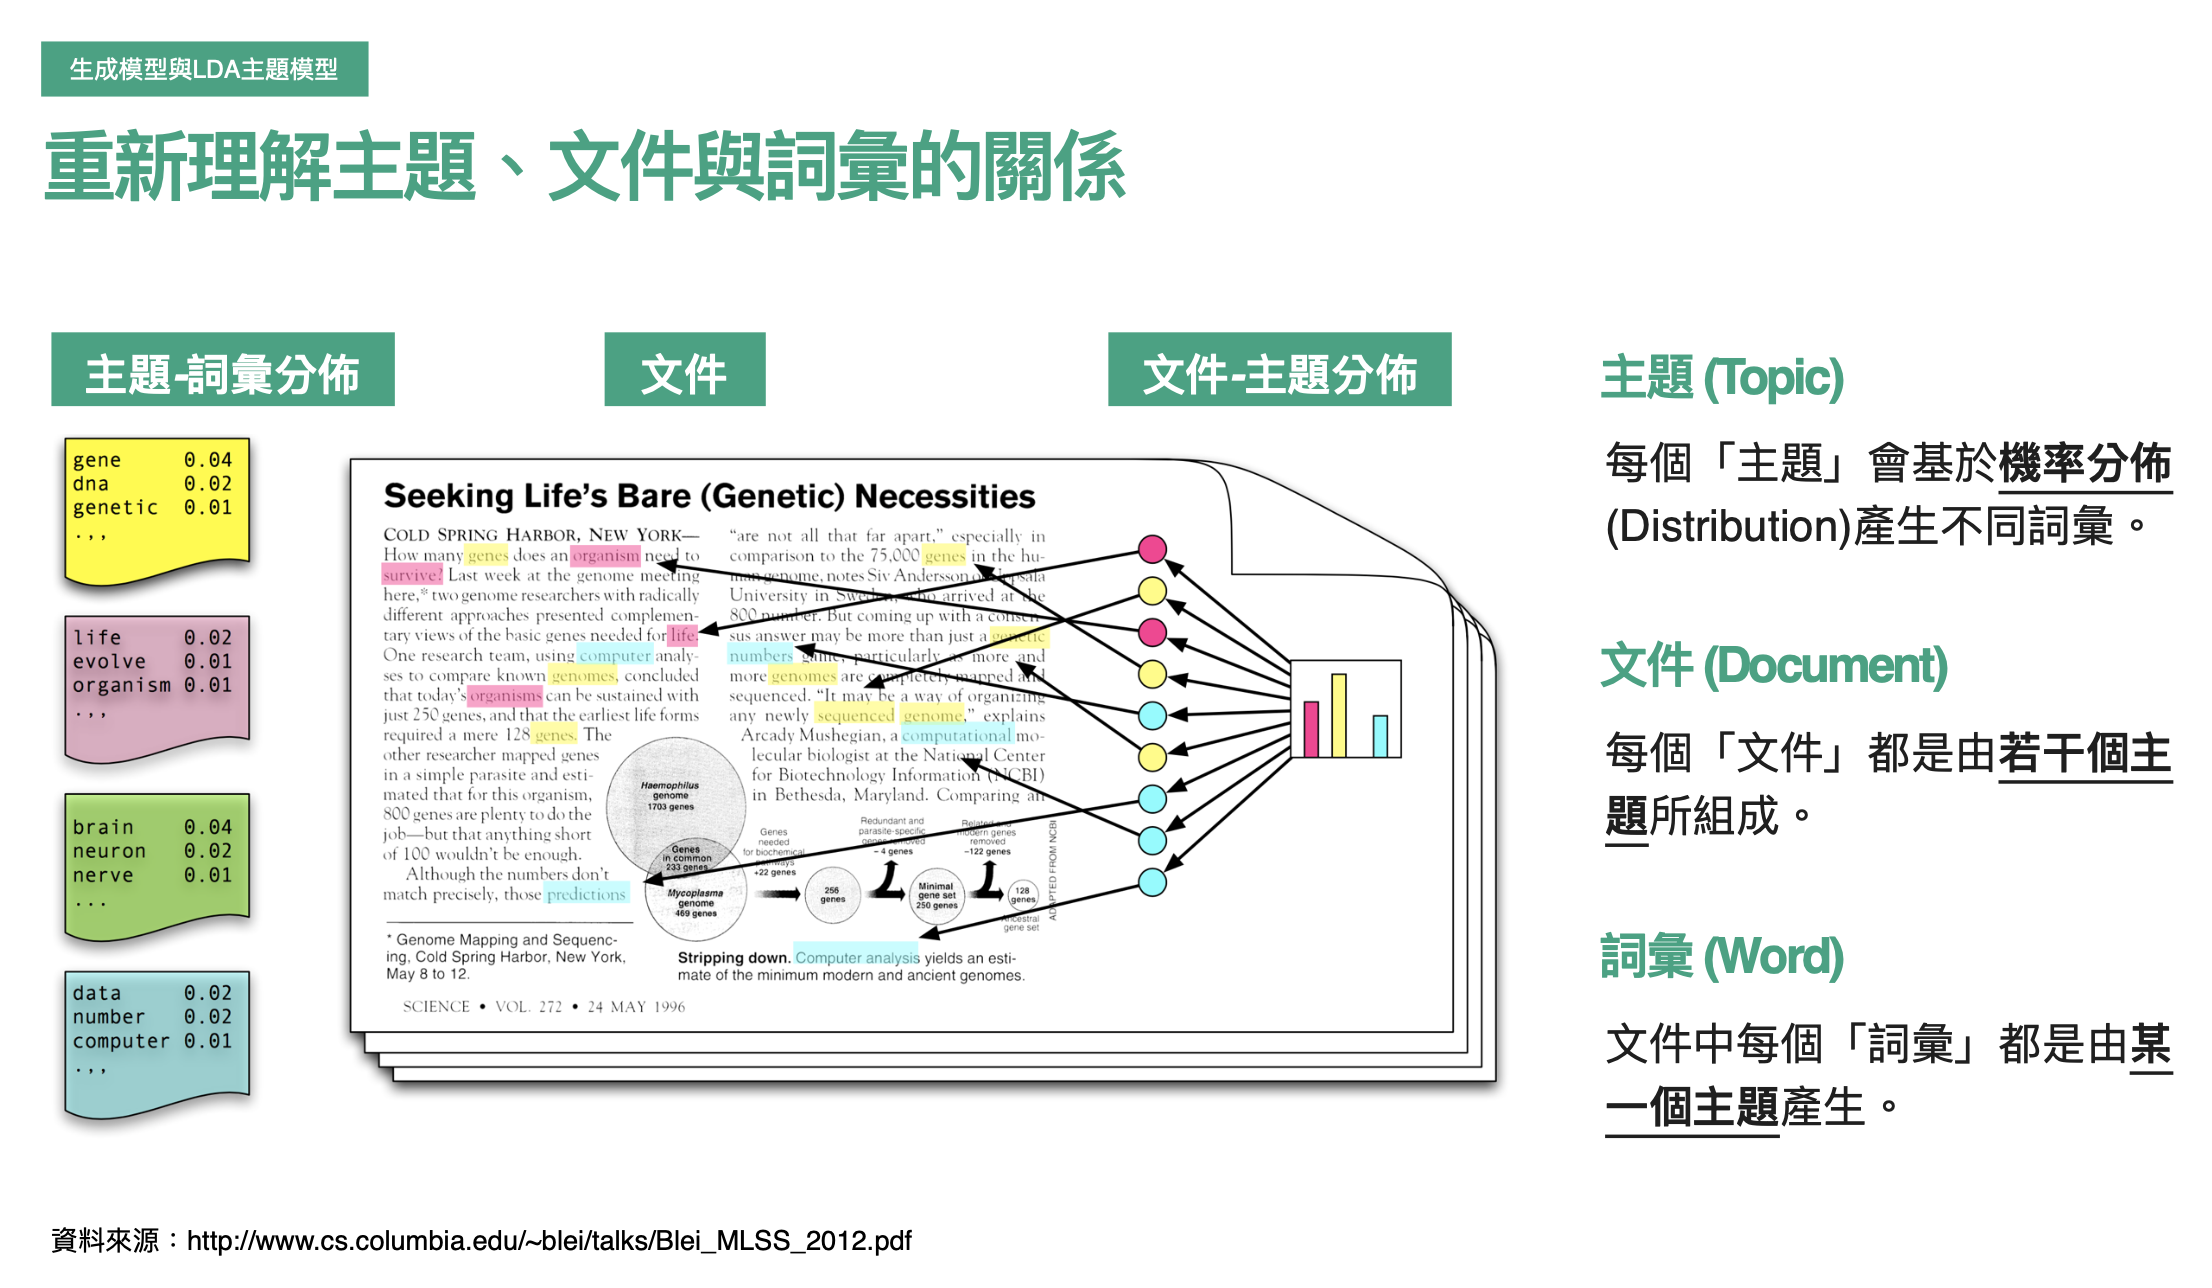 生成模型與LDA主題模型
重新理解主題、文件與詞彙的關係
主題-詞彙分佈
gene 0.04
dna 0.02
genetic 0.01
.,,
life 0.02
evolve 0.01
organism 0.01
.,,
brain 0.04
neuron 0.02
nerve 0.01
...
data 0.02
number 0.02
computer 0.01
.,,
文件
Seeking Life's Bare (Genetic) Necessities
COLD SPRING HARBOR, NEW YORK—
How many genes does an organism need to
survive? Last week at the genome meeting
here,* two genome researchers with radically
different approaches presented complemen-
tary views of the basic genes needed for life.
One research team, using computer analy-
ses to compare known genomes, concluded
that today's organisms can be sustained with
just 250 genes, and that the earliest life forms
required a mere 128 genes. The
other researcher mapped genes
in a simple parasite and esti-
mated that for this organism,
800 genes are plenty to do the
job—but that anything short
of 100 wouldn't be enough.
Although the numbers don't
match precisely, those predictions
* Genome Mapping and Sequenc-
ing, Cold Spring Harbor, New York,
May 8 to 12.
"are not all that far apart," especially in
comparison to the 75,000 genes in the hu-
man genome, notes Siv Andersson of Uppsala
University in Sweden, who arrived at the
800 number. But coming up with a consen-
sus answer may be more than just a genetic
numbers game, particularly as more and
more genomes are completely mapped and
sequenced. "It may be a way of organizing
any newly sequenced genome," explains
Arcady Mushegian, a computational mo-
lecular biologist at the National Center
for Biotechnology Information (NCBI)
in Bethesda, Maryland. Comparing an
Haemophilus
genome
1703 genes
Genes
in common
233 genes
Mycoplasma
genome
469 genes
Genes
needed
for biochemical
pathways
+22 genes
256
genes
Redundant and
parasite-specific
genes removed
– 4 genes
Minimal
gene set
250 genes
Related and
modern genes
removed
–122 genes
128
genes
Ancestral
gene set
ADAPTED FROM NCBI
Stripping down. Computer analysis yields an esti-
mate of the minimum modern and ancient genomes.
SCIENCE • VOL. 272 • 24 MAY 1996
文件-主題分佈
主題 (Topic)
每個「主題」會基於機率分佈
(Distribution)產生不同詞彙。
文件 (Document)
每個「文件」都是由若干個主
題所組成。
詞彙 (Word)
文件中每個「詞彙」都是由某
一個主題產生。
資料來源：http://www.cs.columbia.edu/~blei/talks/Blei_MLSS_2012.pdf